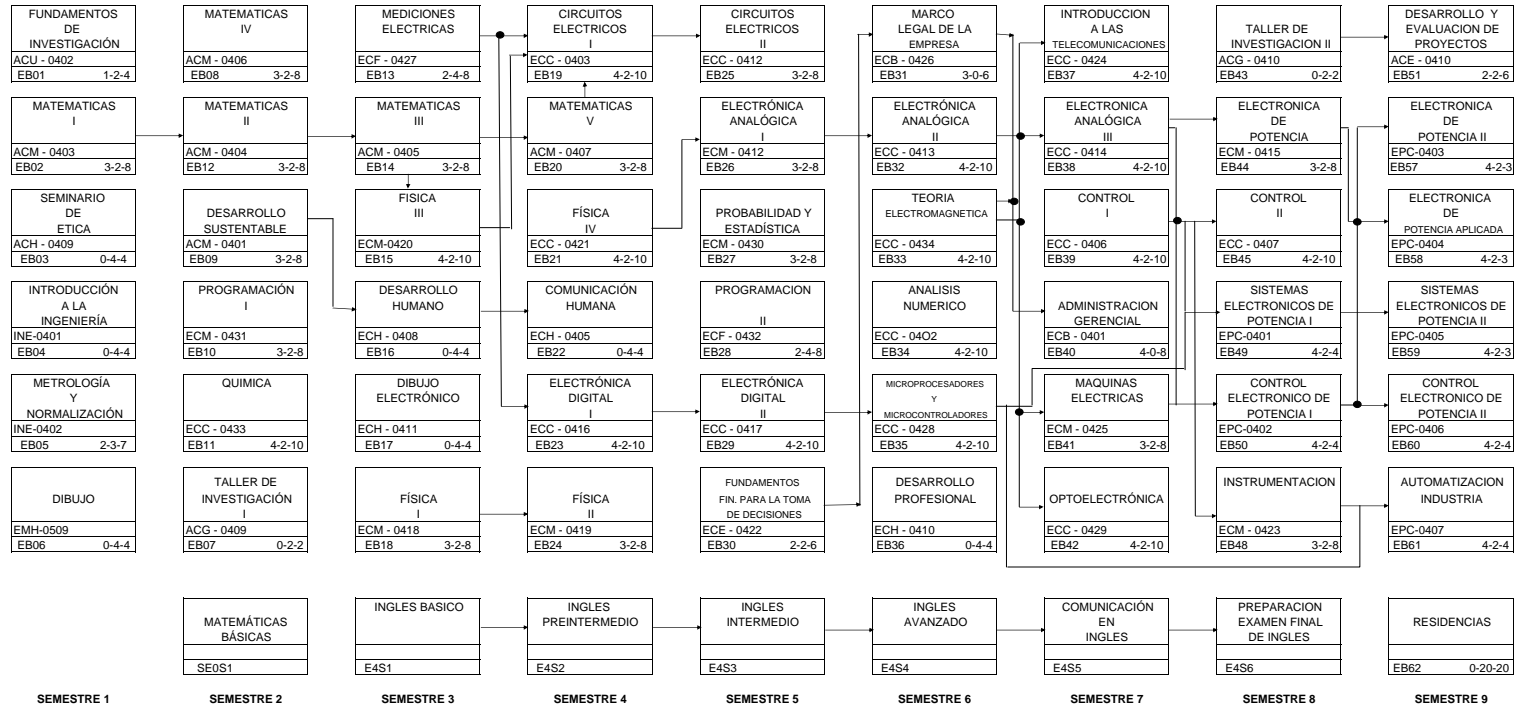 FUNDAMENTOS
DE
INVESTIGACIÓN
ACU - 0402
EB01 1-2-4
MATEMATICAS
IV
ACM - 0406
EB08 3-2-8
MEDICIONES
ELECTRICAS
ECF - 0427
EB13 2-4-8
CIRCUITOS
ELECTRICOS
I
ECC - 0403
EB19 4-2-10
CIRCUITOS
ELECTRICOS
II
ECC - 0412
EB25 3-2-8
MARCO
LEGAL DE LA
EMPRESA
ECB - 0426
EB31 3-0-6
INTRODUCCION
A LAS
TELECOMUNICACIONES
ECC - 0424
EB37 4-2-10
TALLER DE
INVESTIGACION II
ACG - 0410
EB43 0-2-2
DESARROLLO Y
EVALUACION DE
PROYECTOS
ACE - 0410
EB51 2-2-6
MATEMATICAS
I
ACM - 0403
EB02 3-2-8
MATEMATICAS
II
ACM - 0404
EB12 3-2-8
MATEMATICAS
III
ACM - 0405
EB14 3-2-8
MATEMATICAS
V
ACM - 0407
EB20 3-2-8
ELECTRÓNICA
ANALÓGICA
I
ECM - 0412
EB26 3-2-8
ELECTRÓNICA
ANALÓGICA
II
ECC - 0413
EB32 4-2-10
ELECTRONICA
ANALÓGICA
III
ECC - 0414
EB38 4-2-10
ELECTRONICA
DE
POTENCIA
ECM - 0415
EB44 3-2-8
ELECTRONICA
DE
POTENCIA II
EPC-0403
EB57 4-2-3
SEMINARIO
DE
ETICA
ACH - 0409
EB03 0-4-4
DESARROLLO
SUSTENTABLE
ACM - 0401
EB09 3-2-8
FISICA
III
ECM-0420
EB15 4-2-10
FÍSICA
IV
ECC - 0421
EB21 4-2-10
PROBABILIDAD Y
ESTADÍSTICA
ECM - 0430
EB27 3-2-8
TEORIA
ELECTROMAGNETICA
ECC - 0434
EB33 4-2-10
CONTROL
I
ECC - 0406
EB39 4-2-10
CONTROL
II
ECC - 0407
EB45 4-2-10
ELECTRONICA
DE
POTENCIA APLICADA
EPC-0404
EB58 4-2-3
INTRODUCCIÓN
A LA
INGENIERÍA
INE-0401
EB04 0-4-4
PROGRAMACIÓN
I
ECM - 0431
EB10 3-2-8
DESARROLLO
HUMANO
ECH - 0408
EB16 0-4-4
COMUNICACIÓN
HUMANA
ECH - 0405
EB22 0-4-4
PROGRAMACION
II
ECF - 0432
EB28 2-4-8
ANALISIS
NUMERICO
ECC - 04O2
EB34 4-2-10
ADMINISTRACION
GERENCIAL
ECB - 0401
EB40 4-0-8
SISTEMAS
ELECTRONICOS DE
POTENCIA I
EPC-0401
EB49 4-2-4
SISTEMAS
ELECTRONICOS DE
POTENCIA II
EPC-0405
EB59 4-2-3
METROLOGÍA
Y
NORMALIZACIÓN
INE-0402
EB05 2-3-7
QUIMICA
ECC - 0433
EB11 4-2-10
DIBUJO
ELECTRÓNICO
ECH - 0411
EB17 0-4-4
ELECTRÓNICA
DIGITAL
I
ECC - 0416
EB23 4-2-10
ELECTRÓNICA
DIGITAL
II
ECC - 0417
EB29 4-2-10
MICROPROCESADORES
Y
MICROCONTROLADORES
ECC - 0428
EB35 4-2-10
MAQUINAS
ELECTRICAS
ECM - 0425
EB41 3-2-8
CONTROL
ELECTRONICO DE
POTENCIA I
EPC-0402
EB50 4-2-4
CONTROL
ELECTRONICO DE
POTENCIA II
EPC-0406
EB60 4-2-4
DIBUJO
EMH-0509
EB06 0-4-4
TALLER DE
INVESTIGACIÓN
I
ACG - 0409
EB07 0-2-2
FÍSICA
I
ECM - 0418
EB18 3-2-8
FÍSICA
II
ECM - 0419
EB24 3-2-8
FUNDAMENTOS
FIN. PARA LA TOMA
DE DECISIONES
ECE - 0422
EB30 2-2-6
DESARROLLO
PROFESIONAL
ECH - 0410
EB36 0-4-4
OPTOELECTRÓNICA
ECC - 0429
EB42 4-2-10
INSTRUMENTACION
ECM - 0423
EB48 3-2-8
AUTOMATIZACION
INDUSTRIA
EPC-0407
EB61 4-2-4
MATEMÁTICAS
BÁSICAS
SE0S1
INGLES BASICO
E4S1
INGLES
PREINTERMEDIO
E4S2
INGLES
INTERMEDIO
E4S3
INGLES
AVANZADO
E4S4
COMUNICACIÓN
EN
INGLES
E4S5
PREPARACION
EXAMEN FINAL
DE INGLES
E4S6
RESIDENCIAS
EB62 0-20-20
SEMESTRE 1
SEMESTRE 2
SEMESTRE 3
SEMESTRE 4
SEMESTRE 5
SEMESTRE 6
SEMESTRE 7
SEMESTRE 8
SEMESTRE 9